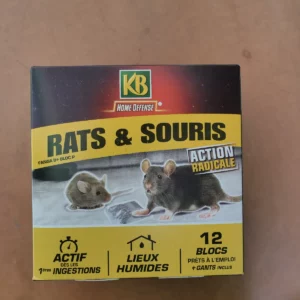 KB
HOME DEFENSE
RATS & SOURIS
ACTION
RADICALE
ACTIF
DÈS LES
1ères INGESTIONS
LIEUX
HUMIDES
12
BLOCS
PRÊTS À L'EMPLOI
+ GANTS INCLUS